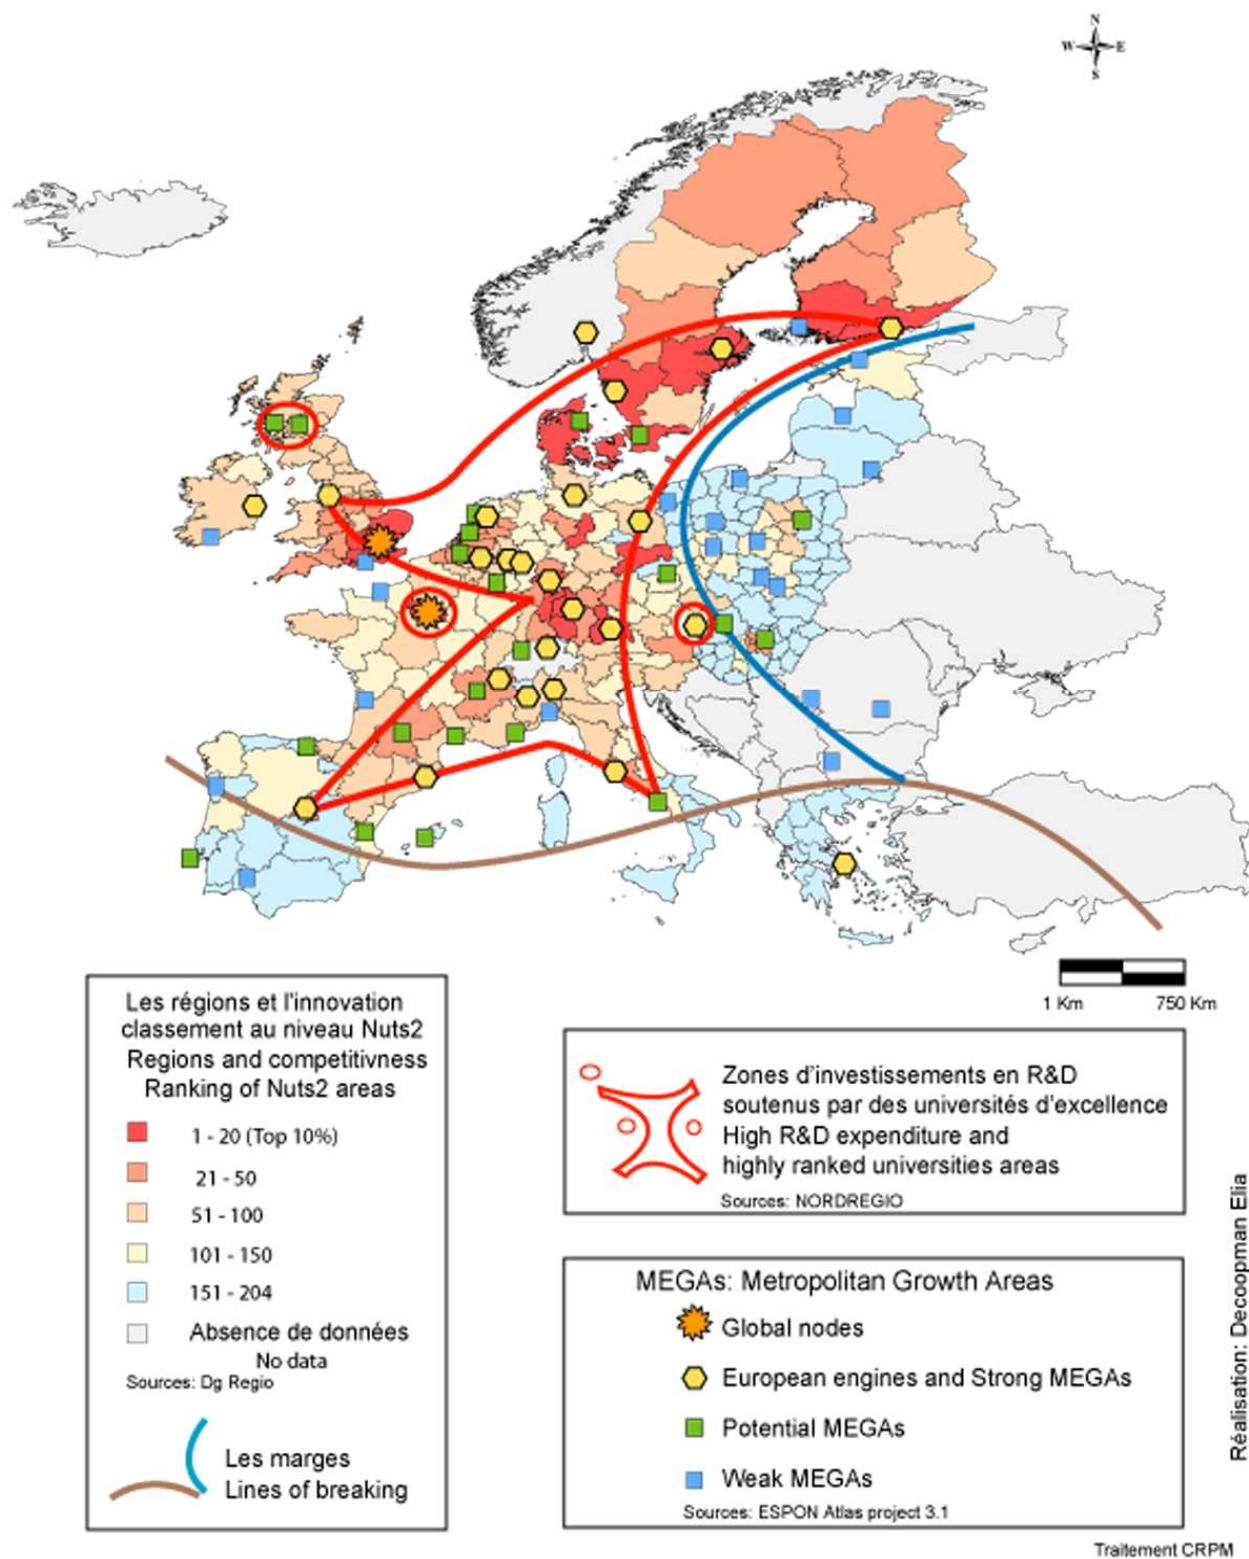 N
W E
S
1 Km 750 Km
Les régions et l'innovation
classement au niveau Nuts2
Regions and competitivness
Ranking of Nuts2 areas
1 - 20 (Top 10%)
21 - 50
51 - 100
101 - 150
151 - 204
Absence de données
No data
Sources: Dg Regio
Les marges
Lines of breaking
Zones d'investissements en R&D
soutenus par des universités d'excellence
High R&D expenditure and
highly ranked universities areas
Sources: NORDREGIO
MEGAs: Metropolitan Growth Areas
Global nodes
European engines and Strong MEGAs
Potential MEGAs
Weak MEGAs
Sources: ESPON Atlas project 3.1
Réalisation: Decoopman Elia
Traitement CRPM